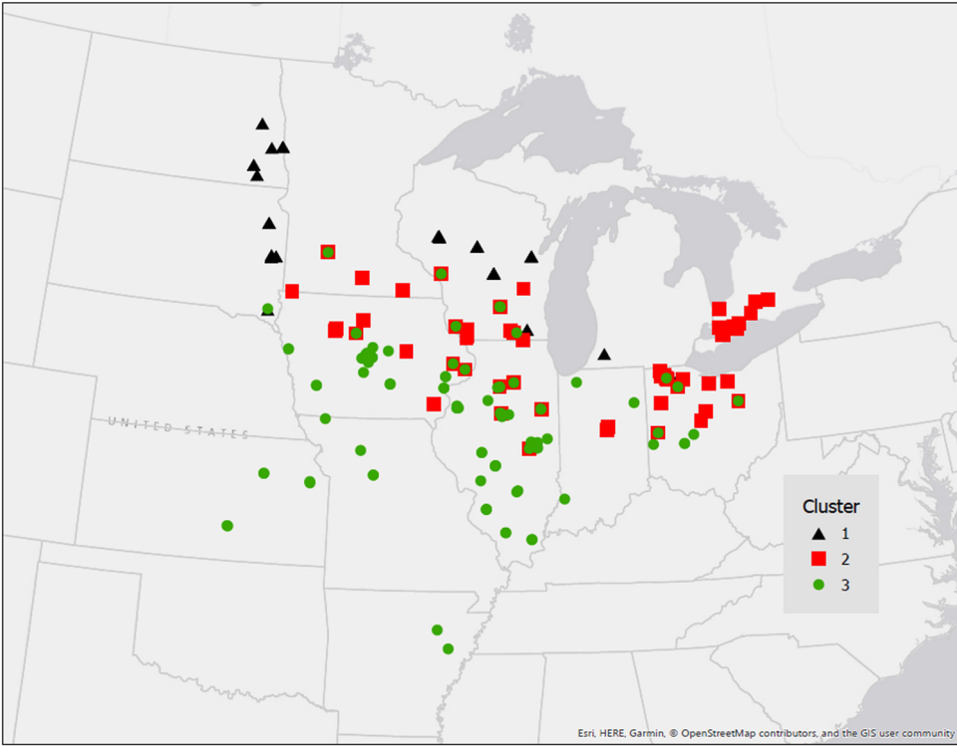 UNITED STATES
Cluster
1
2
3
Esri, HERE, Garmin, © OpenStreetMap contributors, and the GIS user community